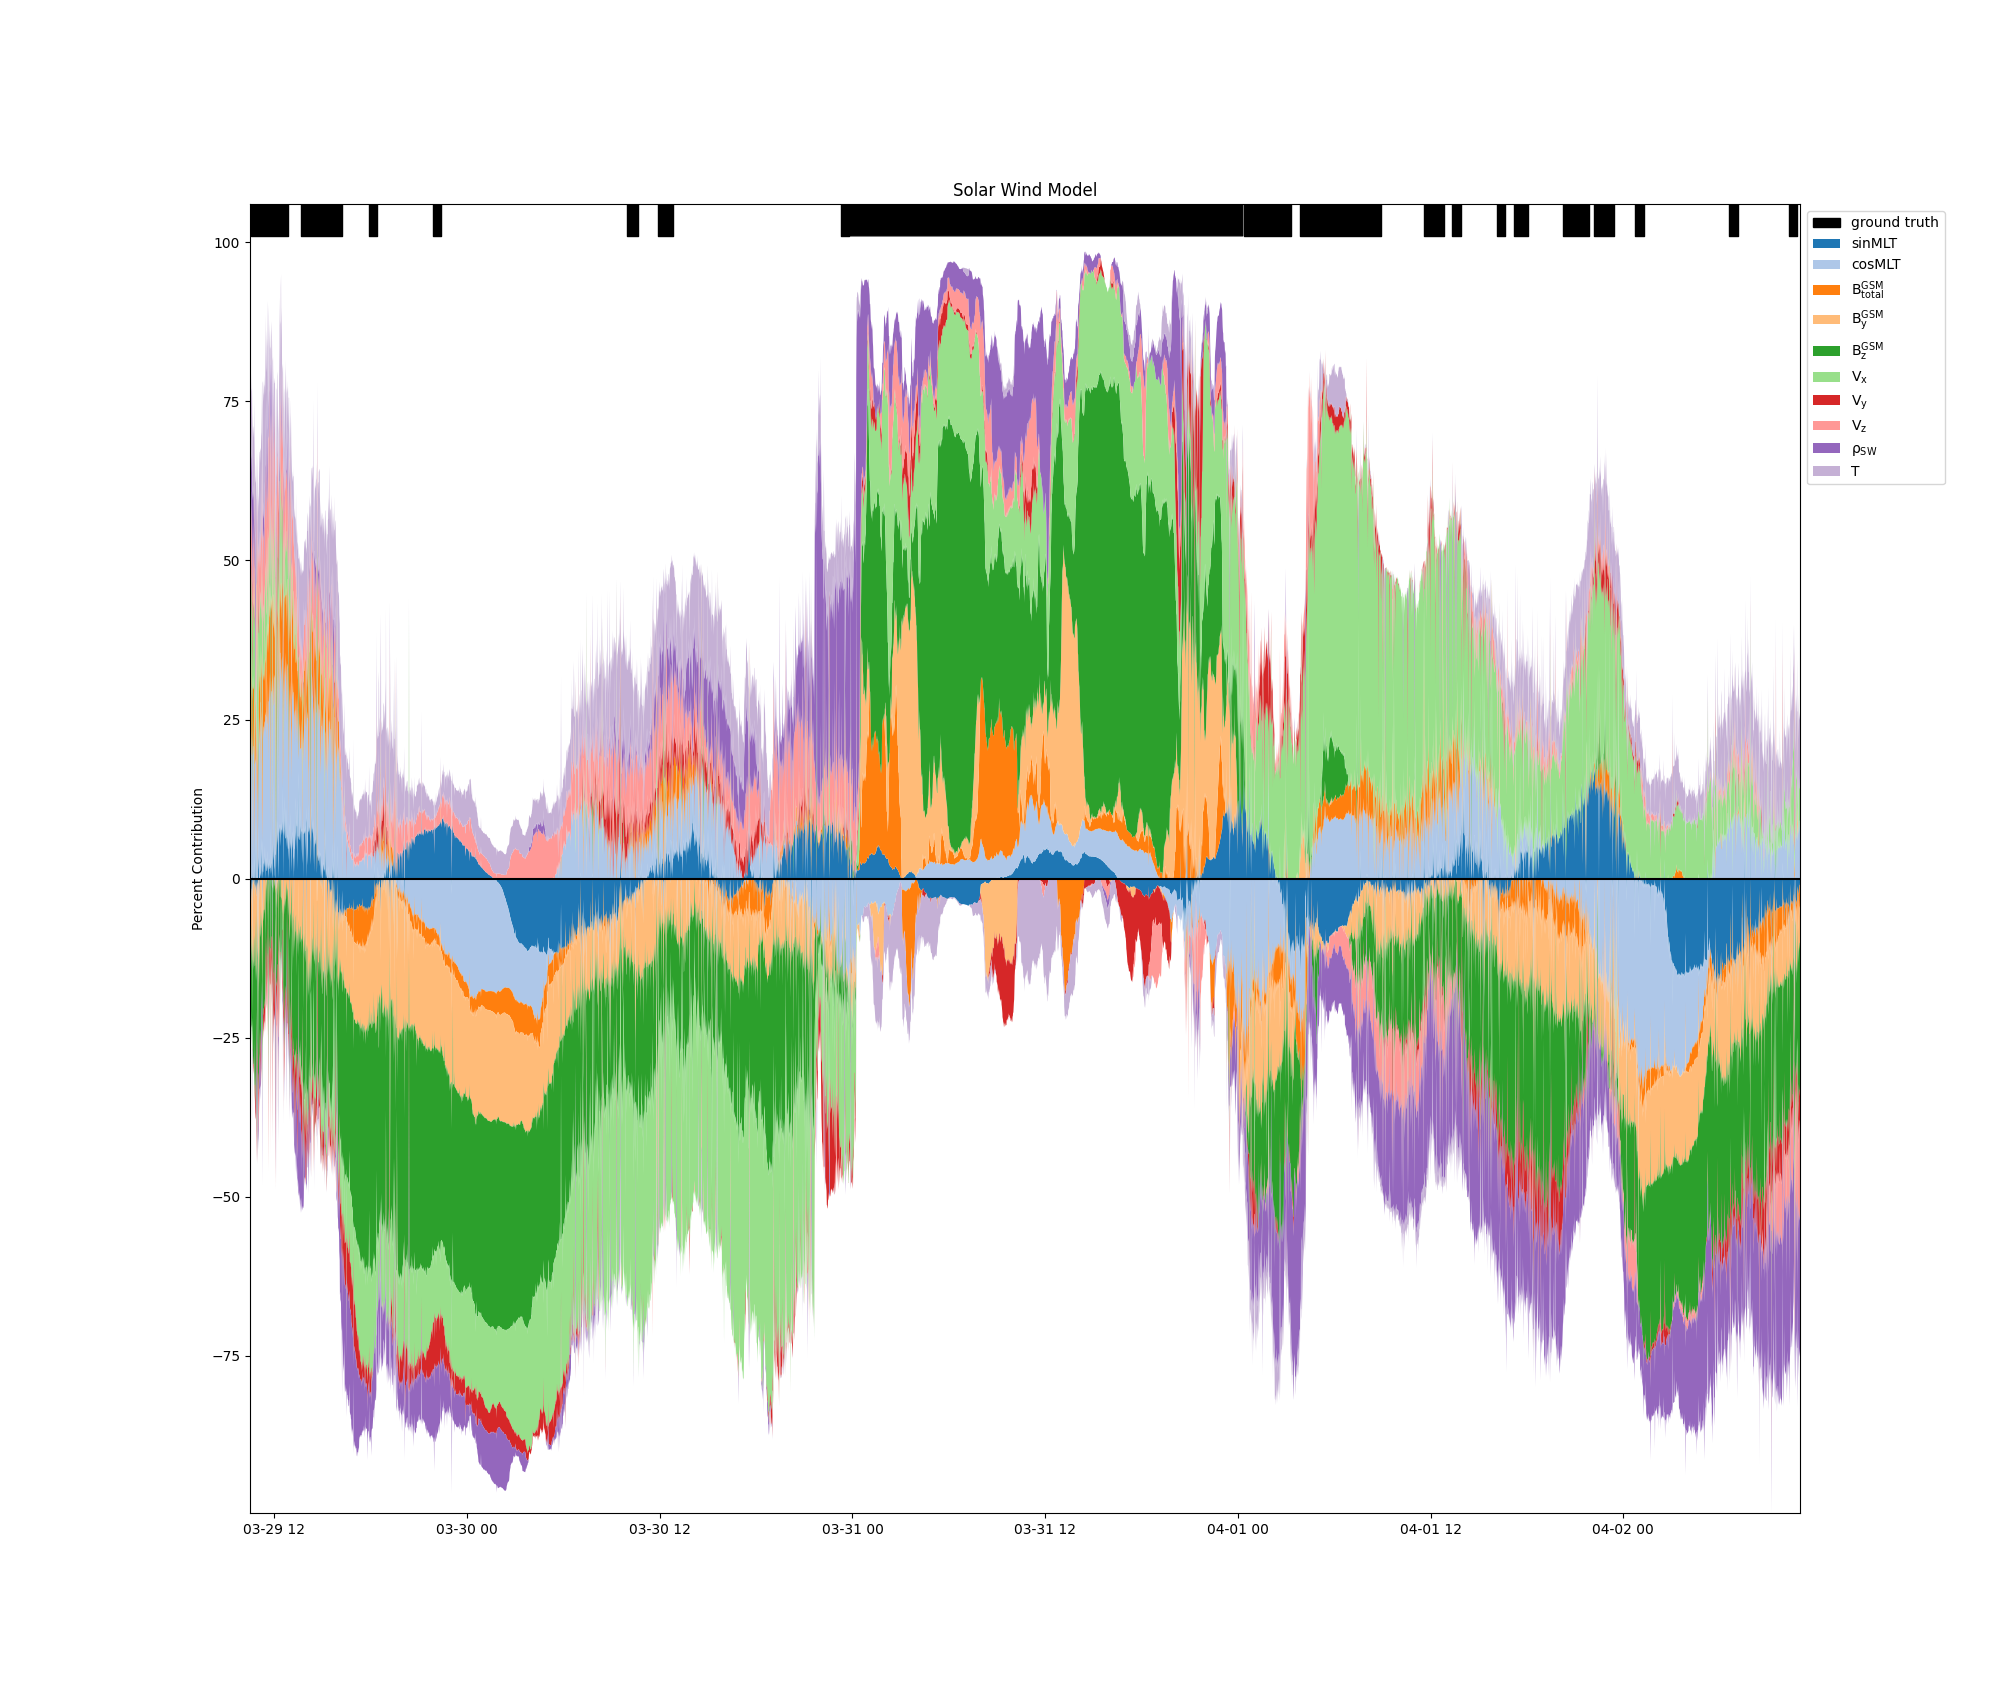 Solar Wind Model
ground truth
sinMLT
cosMLT
B_total^GSM
B_y^GSM
B_z^GSM
V_x
V_y
V_z
ρ_SW
T
Percent Contribution
100
75
50
25
0
−25
−50
−75
03-29 12
03-30 00
03-30 12
03-31 00
03-31 12
04-01 00
04-01 12
04-02 00